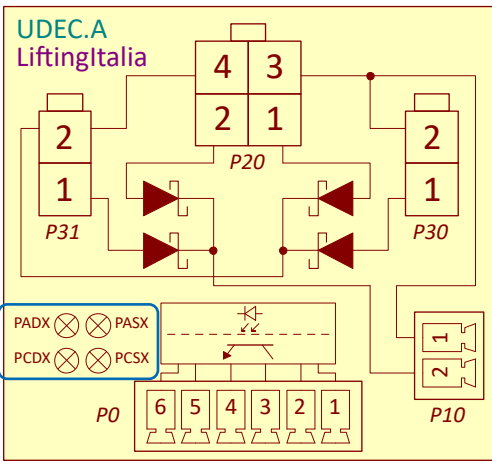 UDEC.A
LiftingItalia
4 3
2 1
P20
2
1
P31
2
1
P30
PADX PASX
PCDX PCSX
1
2
P10
P0
6 5 4 3 2 1